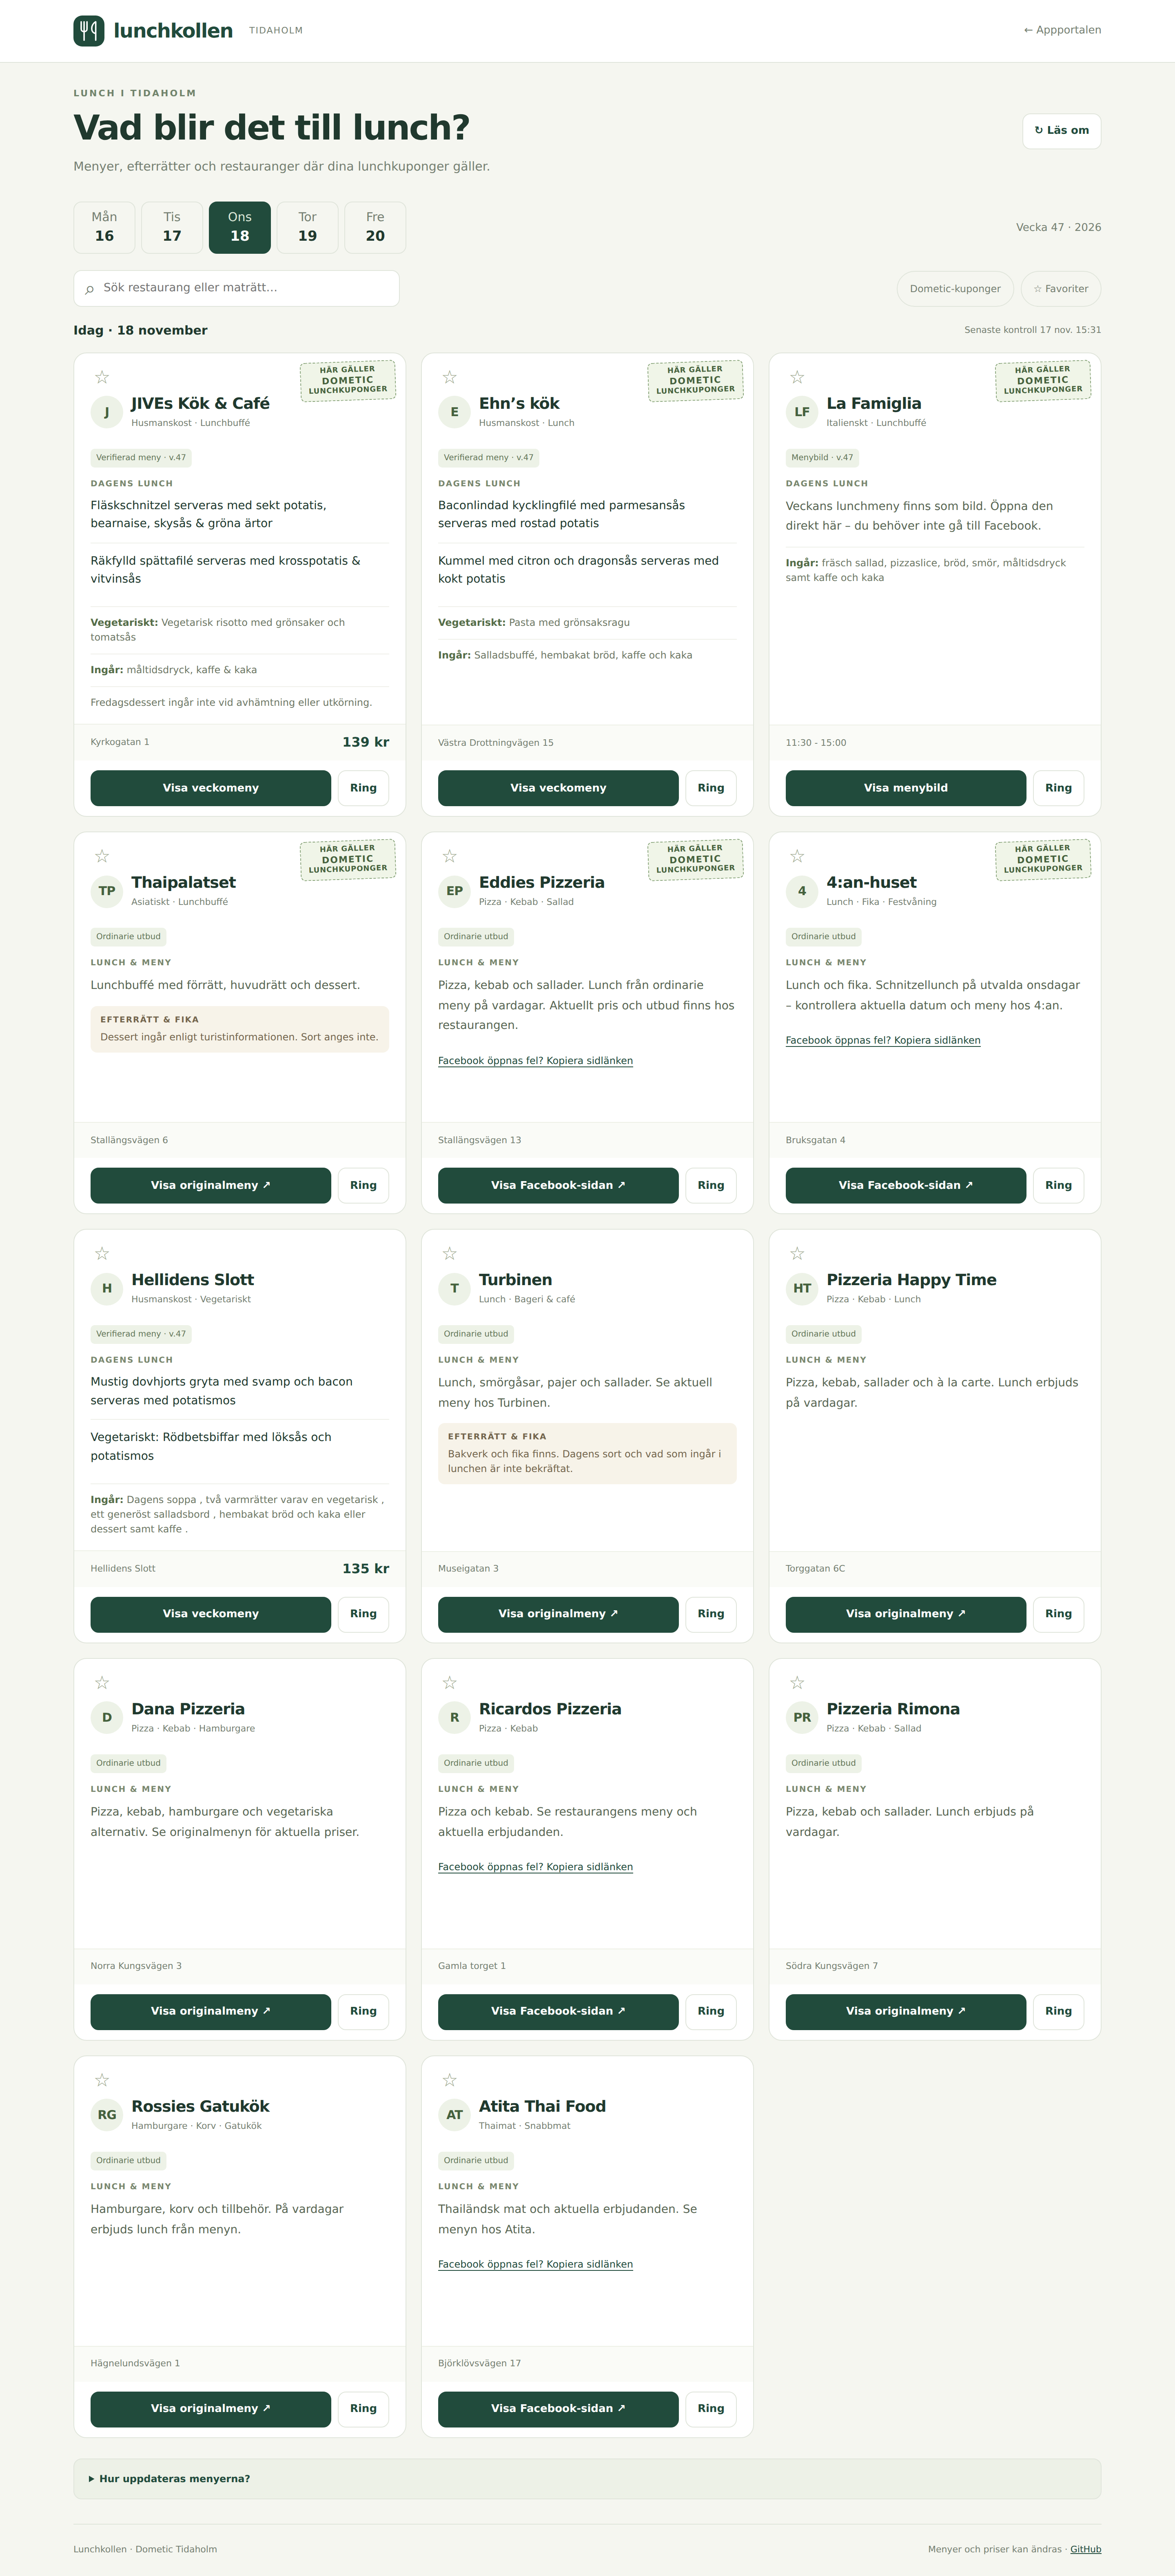 lunchkollen TIDAHOLM
← Appportalen
LUNCH I TIDAHOLM
Vad blir det till lunch?
↻ Läs om
Menyer, efterrätter och restauranger där dina lunchkuponger gäller.
Mån
16
Tis
17
Ons
18
Tor
19
Fre
20
Vecka 47 · 2026
⌕ Sök restaurang eller maträtt…
Dometic-kuponger
☆ Favoriter
Idag · 18 november
Senaste kontroll 17 nov. 15:31
☆
HÄR GÄLLER
DOMETIC
LUNCHKUPONGER
J
JIVEs Kök & Café
Husmanskost · Lunchbuffé
Verifierad meny · v.47
DAGENS LUNCH
Fläskschnitzel serveras med sekt potatis,
bearnaise, skysås & gröna ärtor
Räkfylld spättafilé serveras med krosspotatis &
vitvinsås
Vegetariskt: Vegetarisk risotto med grönsaker och
tomatsås
Ingår: måltidsdryck, kaffe & kaka
Fredagsdessert ingår inte vid avhämtning eller utkörning.
Kyrkogatan 1
139 kr
Visa veckomeny
Ring
☆
HÄR GÄLLER
DOMETIC
LUNCHKUPONGER
E
Ehn’s kök
Husmanskost · Lunch
Verifierad meny · v.47
DAGENS LUNCH
Baconlindad kycklingfilé med parmesansås
serveras med rostad potatis
Kummel med citron och dragonsås serveras med
kokt potatis
Vegetariskt: Pasta med grönsaksragu
Ingår: Salladsbuffé, hembakat bröd, kaffe och kaka
Västra Drottningvägen 15
Visa veckomeny
Ring
☆
HÄR GÄLLER
DOMETIC
LUNCHKUPONGER
LF
La Famiglia
Italienskt · Lunchbuffé
Menybild · v.47
DAGENS LUNCH
Veckans lunchmeny finns som bild. Öppna den
direkt här – du behöver inte gå till Facebook.
Ingår: fräsch sallad, pizzaslice, bröd, smör, måltidsdryck
samt kaffe och kaka
11:30 - 15:00
Visa menybild
Ring
☆
HÄR GÄLLER
DOMETIC
LUNCHKUPONGER
TP
Thaipalatset
Asiatiskt · Lunchbuffé
Ordinarie utbud
LUNCH & MENY
Lunchbuffé med förrätt, huvudrätt och dessert.
EFTERRÄTT & FIKA
Dessert ingår enligt turistinformationen. Sort anges inte.
Stallängsvägen 6
Visa originalmeny ↗
Ring
☆
HÄR GÄLLER
DOMETIC
LUNCHKUPONGER
EP
Eddies Pizzeria
Pizza · Kebab · Sallad
Ordinarie utbud
LUNCH & MENY
Pizza, kebab och sallader. Lunch från ordinarie
meny på vardagar. Aktuellt pris och utbud finns hos
restaurangen.
Facebook öppnas fel? Kopiera sidlänken
Stallängsvägen 13
Visa Facebook-sidan ↗
Ring
☆
HÄR GÄLLER
DOMETIC
LUNCHKUPONGER
4
4:an-huset
Lunch · Fika · Festvåning
Ordinarie utbud
LUNCH & MENY
Lunch och fika. Schnitzellunch på utvalda onsdagar
– kontrollera aktuella datum och meny hos 4:an.
Facebook öppnas fel? Kopiera sidlänken
Bruksgatan 4
Visa Facebook-sidan ↗
Ring
☆
H
Hellidens Slott
Husmanskost · Vegetariskt
Verifierad meny · v.47
DAGENS LUNCH
Mustig dovhjorts gryta med svamp och bacon
serveras med potatismos
Vegetariskt: Rödbetsbiffar med löksås och
potatismos
Ingår: Dagens soppa , två varmrätter varav en vegetarisk ,
ett generöst salladsbord , hembakat bröd och kaka eller
dessert samt kaffe .
Hellidens Slott
135 kr
Visa veckomeny
Ring
☆
T
Turbinen
Lunch · Bageri & café
Ordinarie utbud
LUNCH & MENY
Lunch, smörgåsar, pajer och sallader. Se aktuell
meny hos Turbinen.
EFTERRÄTT & FIKA
Bakverk och fika finns. Dagens sort och vad som ingår i
lunchen är inte bekräftat.
Museigatan 3
Visa originalmeny ↗
Ring
☆
HT
Pizzeria Happy Time
Pizza · Kebab · Lunch
Ordinarie utbud
LUNCH & MENY
Pizza, kebab, sallader och à la carte. Lunch erbjuds
på vardagar.
Torggatan 6C
Visa originalmeny ↗
Ring
☆
D
Dana Pizzeria
Pizza · Kebab · Hamburgare
Ordinarie utbud
LUNCH & MENY
Pizza, kebab, hamburgare och vegetariska
alternativ. Se originalmenyn för aktuella priser.
Norra Kungsvägen 3
Visa originalmeny ↗
Ring
☆
R
Ricardos Pizzeria
Pizza · Kebab
Ordinarie utbud
LUNCH & MENY
Pizza och kebab. Se restaurangens meny och
aktuella erbjudanden.
Facebook öppnas fel? Kopiera sidlänken
Gamla torget 1
Visa Facebook-sidan ↗
Ring
☆
PR
Pizzeria Rimona
Pizza · Kebab · Sallad
Ordinarie utbud
LUNCH & MENY
Pizza, kebab och sallader. Lunch erbjuds på
vardagar.
Södra Kungsvägen 7
Visa originalmeny ↗
Ring
☆
RG
Rossies Gatukök
Hamburgare · Korv · Gatukök
Ordinarie utbud
LUNCH & MENY
Hamburgare, korv och tillbehör. På vardagar
erbjuds lunch från menyn.
Hägnelundsvägen 1
Visa originalmeny ↗
Ring
☆
AT
Atita Thai Food
Thaimat · Snabbmat
Ordinarie utbud
LUNCH & MENY
Thailändsk mat och aktuella erbjudanden. Se
menyn hos Atita.
Facebook öppnas fel? Kopiera sidlänken
Björklövsvägen 17
Visa Facebook-sidan ↗
Ring
▶ Hur uppdateras menyerna?
Lunchkollen · Dometic Tidaholm
Menyer och priser kan ändras · GitHub